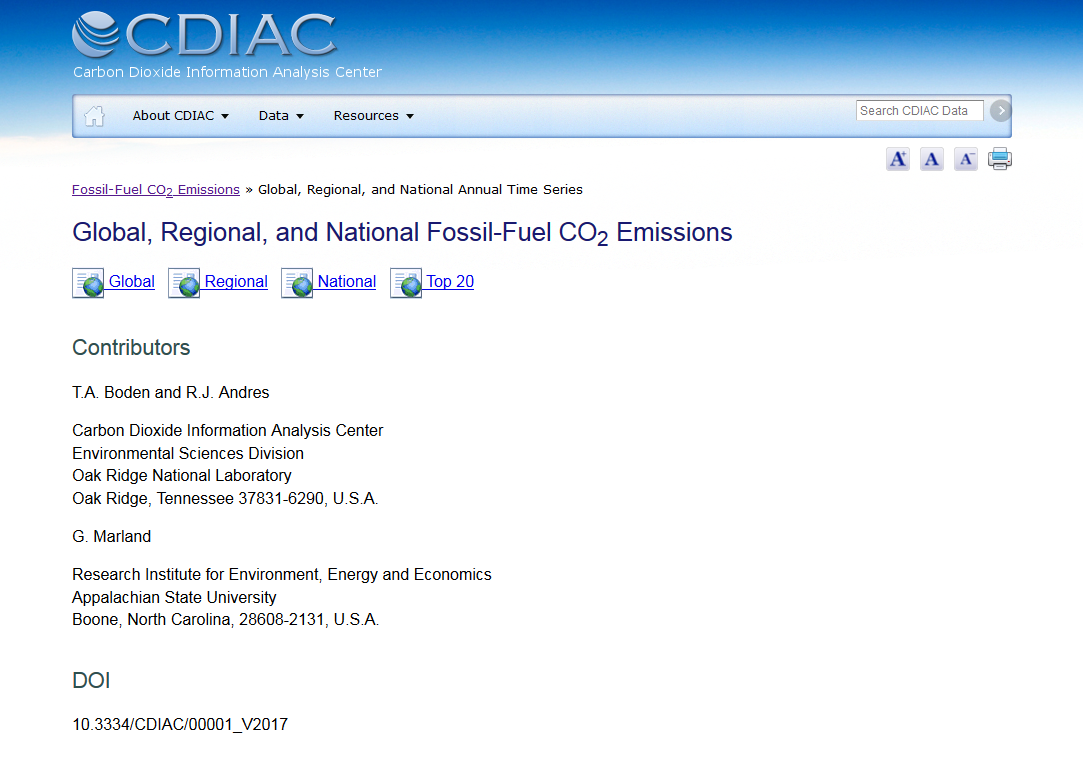 CDIAC
Carbon Dioxide Information Analysis Center
About CDIAC Data Resources Search CDIAC Data
A+ A A-
Fossil-Fuel CO2 Emissions » Global, Regional, and National Annual Time Series
Global, Regional, and National Fossil-Fuel CO2 Emissions
Global Regional National Top 20
Contributors
T.A. Boden and R.J. Andres
Carbon Dioxide Information Analysis Center
Environmental Sciences Division
Oak Ridge National Laboratory
Oak Ridge, Tennessee 37831-6290, U.S.A.
G. Marland
Research Institute for Environment, Energy and Economics
Appalachian State University
Boone, North Carolina, 28608-2131, U.S.A.
DOI
10.3334/CDIAC/00001_V2017